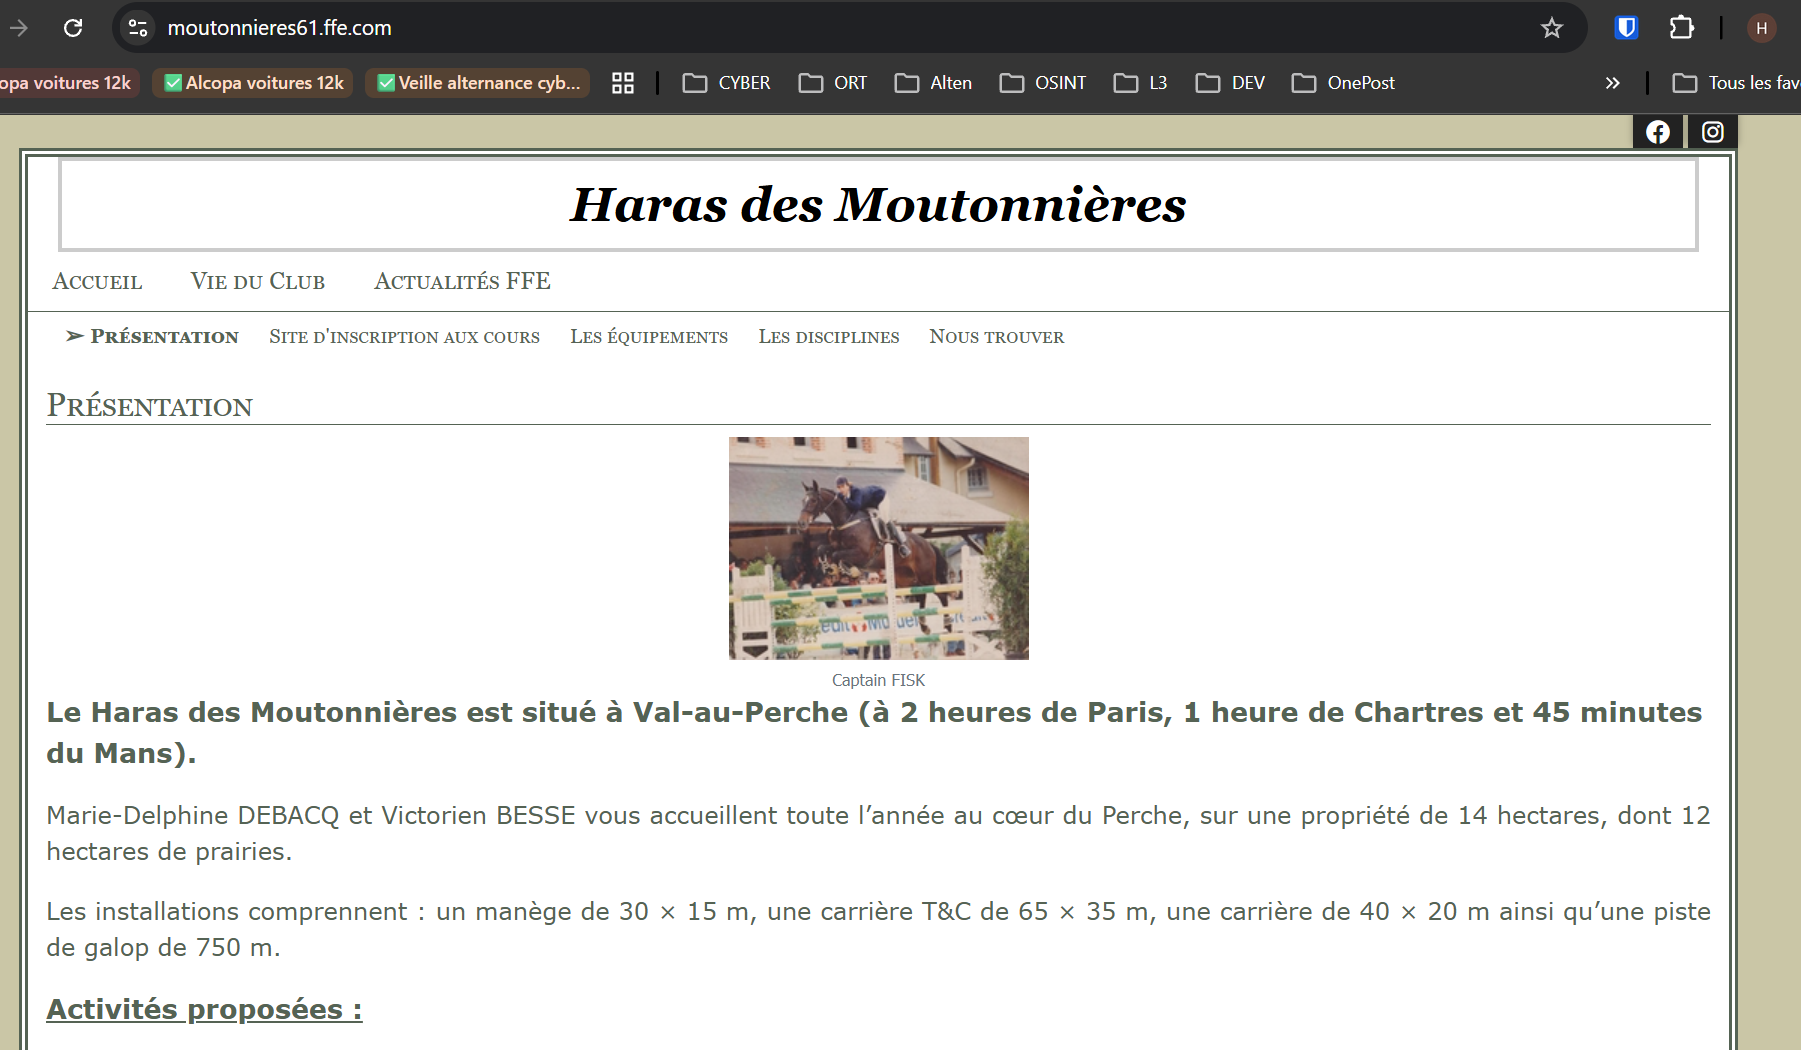 moutonnieres61.ffe.com
H
opa voitures 12k
Alcopa voitures 12k
Veille alternance cyb...
CYBER
ORT
Alten
OSINT
L3
DEV
OnePost
Tous les fav
Haras des Moutonnières
Accueil
Vie du Club
Actualités FFE
➢ Présentation
Site d'inscription aux cours
Les équipements
Les disciplines
Nous trouver
Présentation
Captain FISK
Le Haras des Moutonnières est situé à Val-au-Perche (à 2 heures de Paris, 1 heure de Chartres et 45 minutes
du Mans).
Marie-Delphine DEBACQ et Victorien BESSE vous accueillent toute l’année au cœur du Perche, sur une propriété de 14 hectares, dont 12
hectares de prairies.
Les installations comprennent : un manège de 30 × 15 m, une carrière T&C de 65 × 35 m, une carrière de 40 × 20 m ainsi qu’une piste
de galop de 750 m.
Activités proposées :